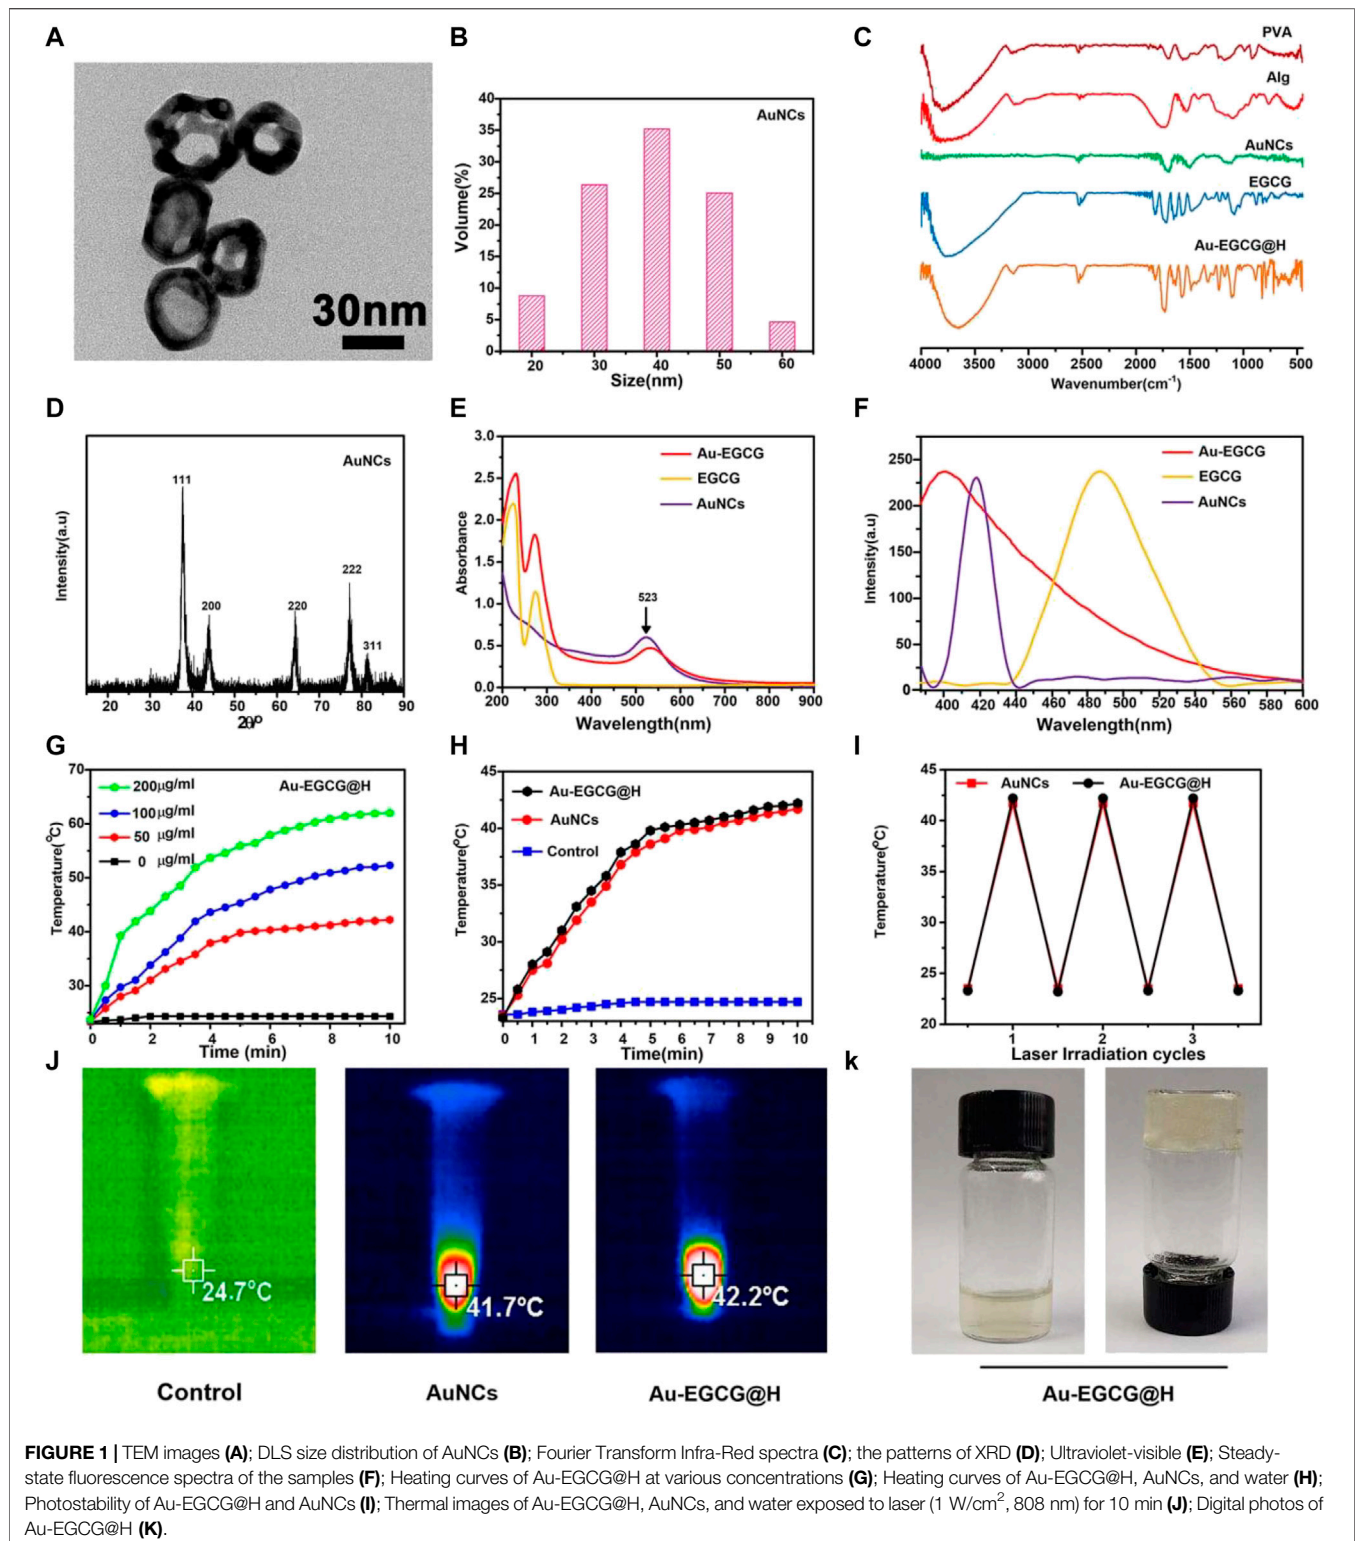 A
30nm
B
AuNCs
40
35
30
25
20
15
10
5
0
Volume(%)
20 30 40 50 60
Size(nm)
C
PVA
Alg
AuNCs
EGCG
Au-EGCG@H
4000 3500 3000 2500 2000 1500 1000 500
Wavenumber(cm⁻¹)
D
AuNCs
111
200
220
222
311
Intensity(a.u)
20 30 40 50 60 70 80 90
2θ/º
E
3.0
2.5
2.0
1.5
1.0
0.5
0.0
Absorbance
Au-EGCG
EGCG
AuNCs
523
200 300 400 500 600 700 800 900
Wavelength(nm)
F
250
200
150
100
50
0
Intensity(a.u)
Au-EGCG
EGCG
AuNCs
400 420 440 460 480 500 520 540 560 580 600
Wavelength(nm)
G
70
60
50
40
30
Temperature(°C)
200μg/ml
100μg/ml
50 μg/ml
0 μg/ml
Au-EGCG@H
0 2 4 6 8 10
Time (min)
H
45
40
35
30
25
Temperature(°C)
Au-EGCG@H
AuNCs
Control
0 1 2 3 4 5 6 7 8 9 10
Time(min)
I
45
40
35
30
25
20
Temperature(°C)
AuNCs Au-EGCG@H
1 2 3
Laser Irradiation cycles
J
24.7°C
41.7°C
42.2°C
Control
AuNCs
Au-EGCG@H
k
Au-EGCG@H
FIGURE 1 | TEM images (A); DLS size distribution of AuNCs (B); Fourier Transform Infra-Red spectra (C); the patterns of XRD (D); Ultraviolet-visible (E); Steady-
state fluorescence spectra of the samples (F); Heating curves of Au-EGCG@H at various concentrations (G); Heating curves of Au-EGCG@H, AuNCs, and water (H);
Photostability of Au-EGCG@H and AuNCs (I); Thermal images of Au-EGCG@H, AuNCs, and water exposed to laser (1 W/cm², 808 nm) for 10 min (J); Digital photos of
Au-EGCG@H (K).